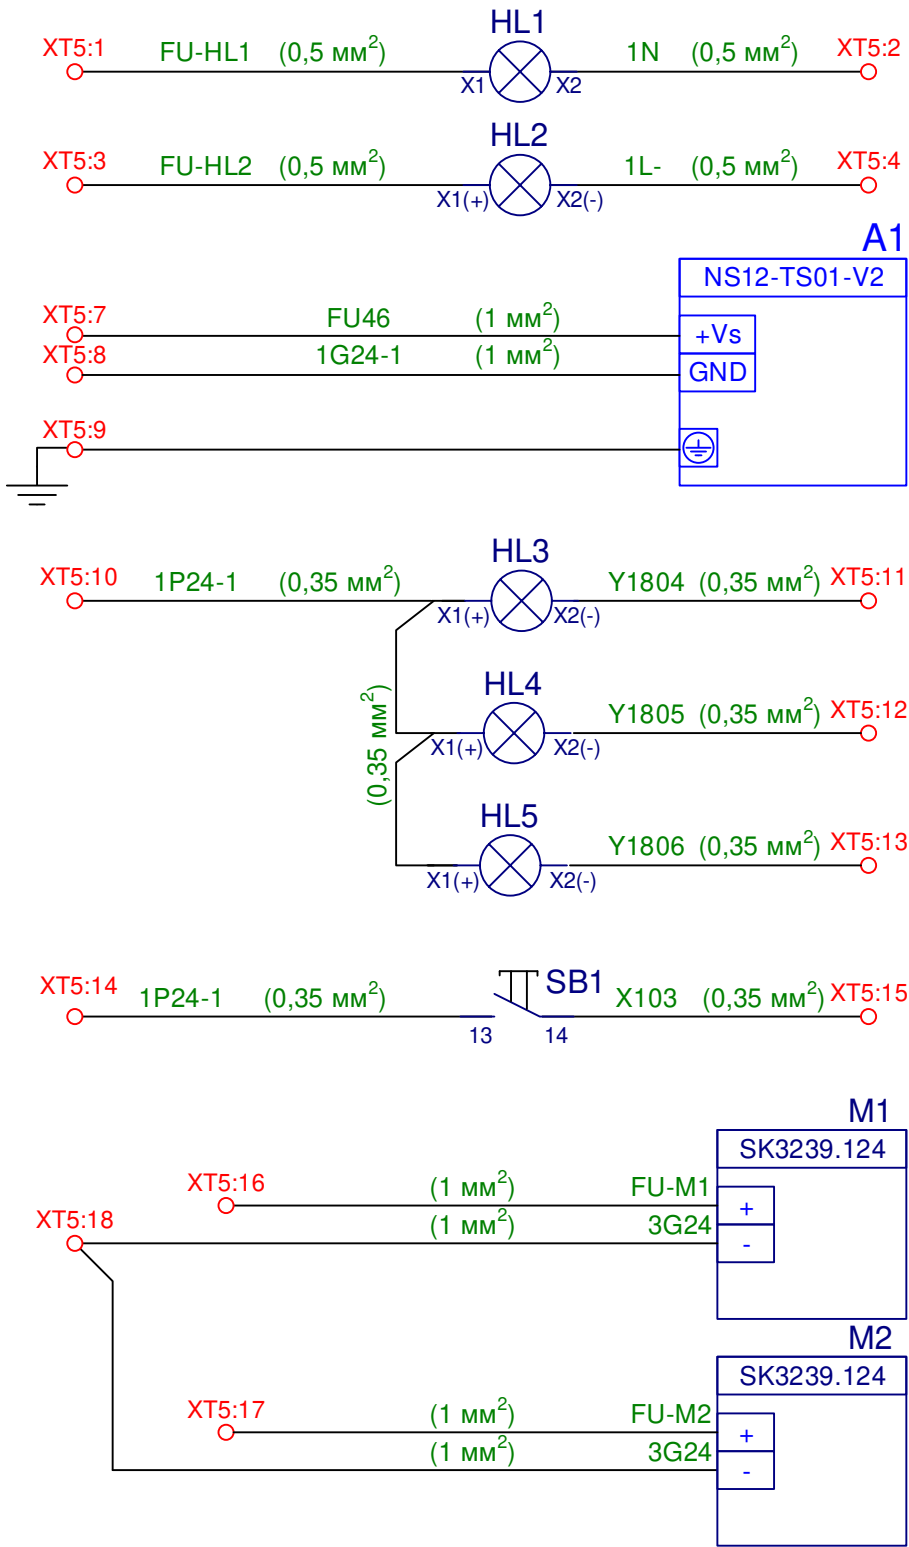 HL1
XT5:1 FU-HL1 (0,5 мм²) 1N (0,5 мм²) XT5:2
X1 X2
HL2
XT5:3 FU-HL2 (0,5 мм²) 1L- (0,5 мм²) XT5:4
X1(+) X2(-)
A1
NS12-TS01-V2
XT5:7 FU46 (1 мм²) +Vs
XT5:8 1G24-1 (1 мм²) GND
XT5:9
HL3
XT5:10 1P24-1 (0,35 мм²) Y1804 (0,35 мм²) XT5:11
X1(+) X2(-)
HL4
(0,35 мм²)
Y1805 (0,35 мм²) XT5:12
X1(+) X2(-)
HL5
Y1806 (0,35 мм²) XT5:13
X1(+) X2(-)
SB1
XT5:14 1P24-1 (0,35 мм²) X103 (0,35 мм²) XT5:15
13 14
M1
SK3239.124
XT5:16 (1 мм²) FU-M1 +
XT5:18 (1 мм²) 3G24 -
M2
SK3239.124
XT5:17 (1 мм²) FU-M2 +
(1 мм²) 3G24 -